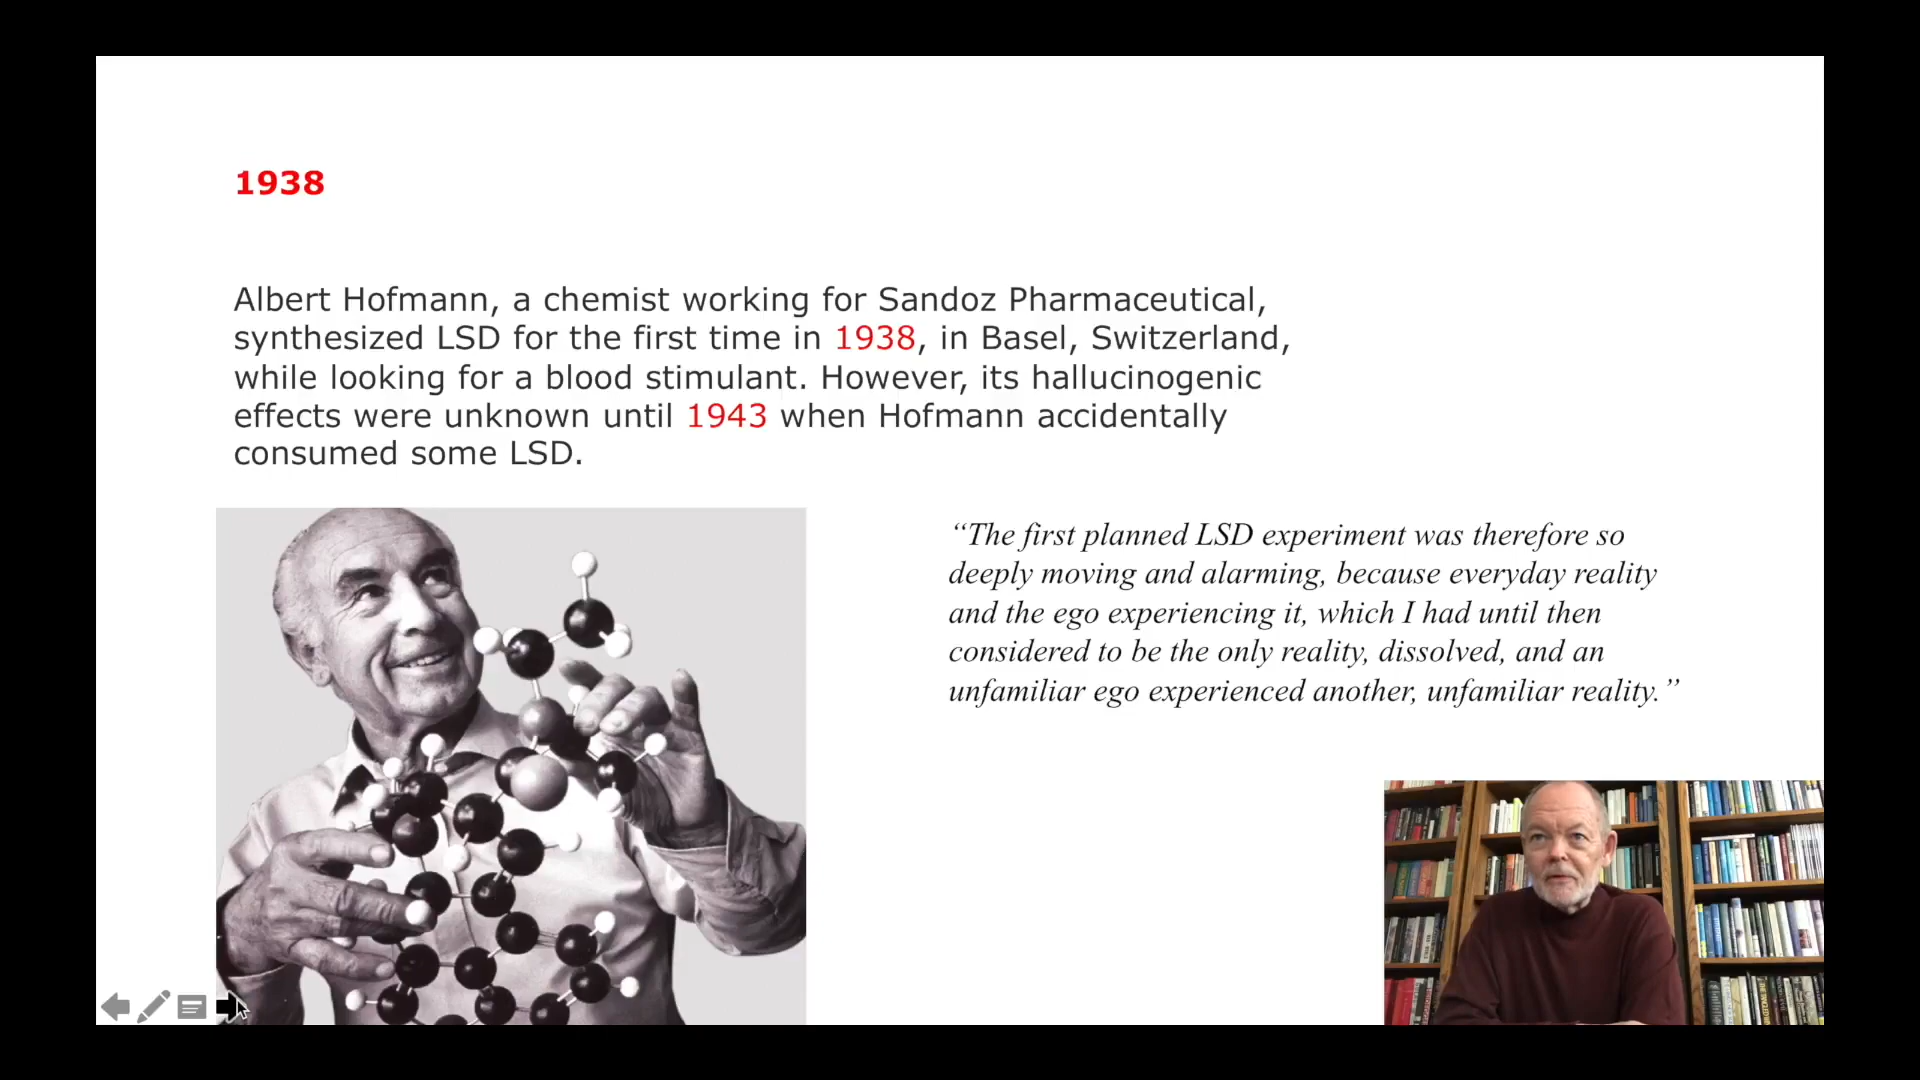 1938
Albert Hofmann, a chemist working for Sandoz Pharmaceutical,
synthesized LSD for the first time in 1938, in Basel, Switzerland,
while looking for a blood stimulant. However, its hallucinogenic
effects were unknown until 1943 when Hofmann accidentally
consumed some LSD.
“The first planned LSD experiment was therefore so
deeply moving and alarming, because everyday reality
and the ego experiencing it, which I had until then
considered to be the only reality, dissolved, and an
unfamiliar ego experienced another, unfamiliar reality.”